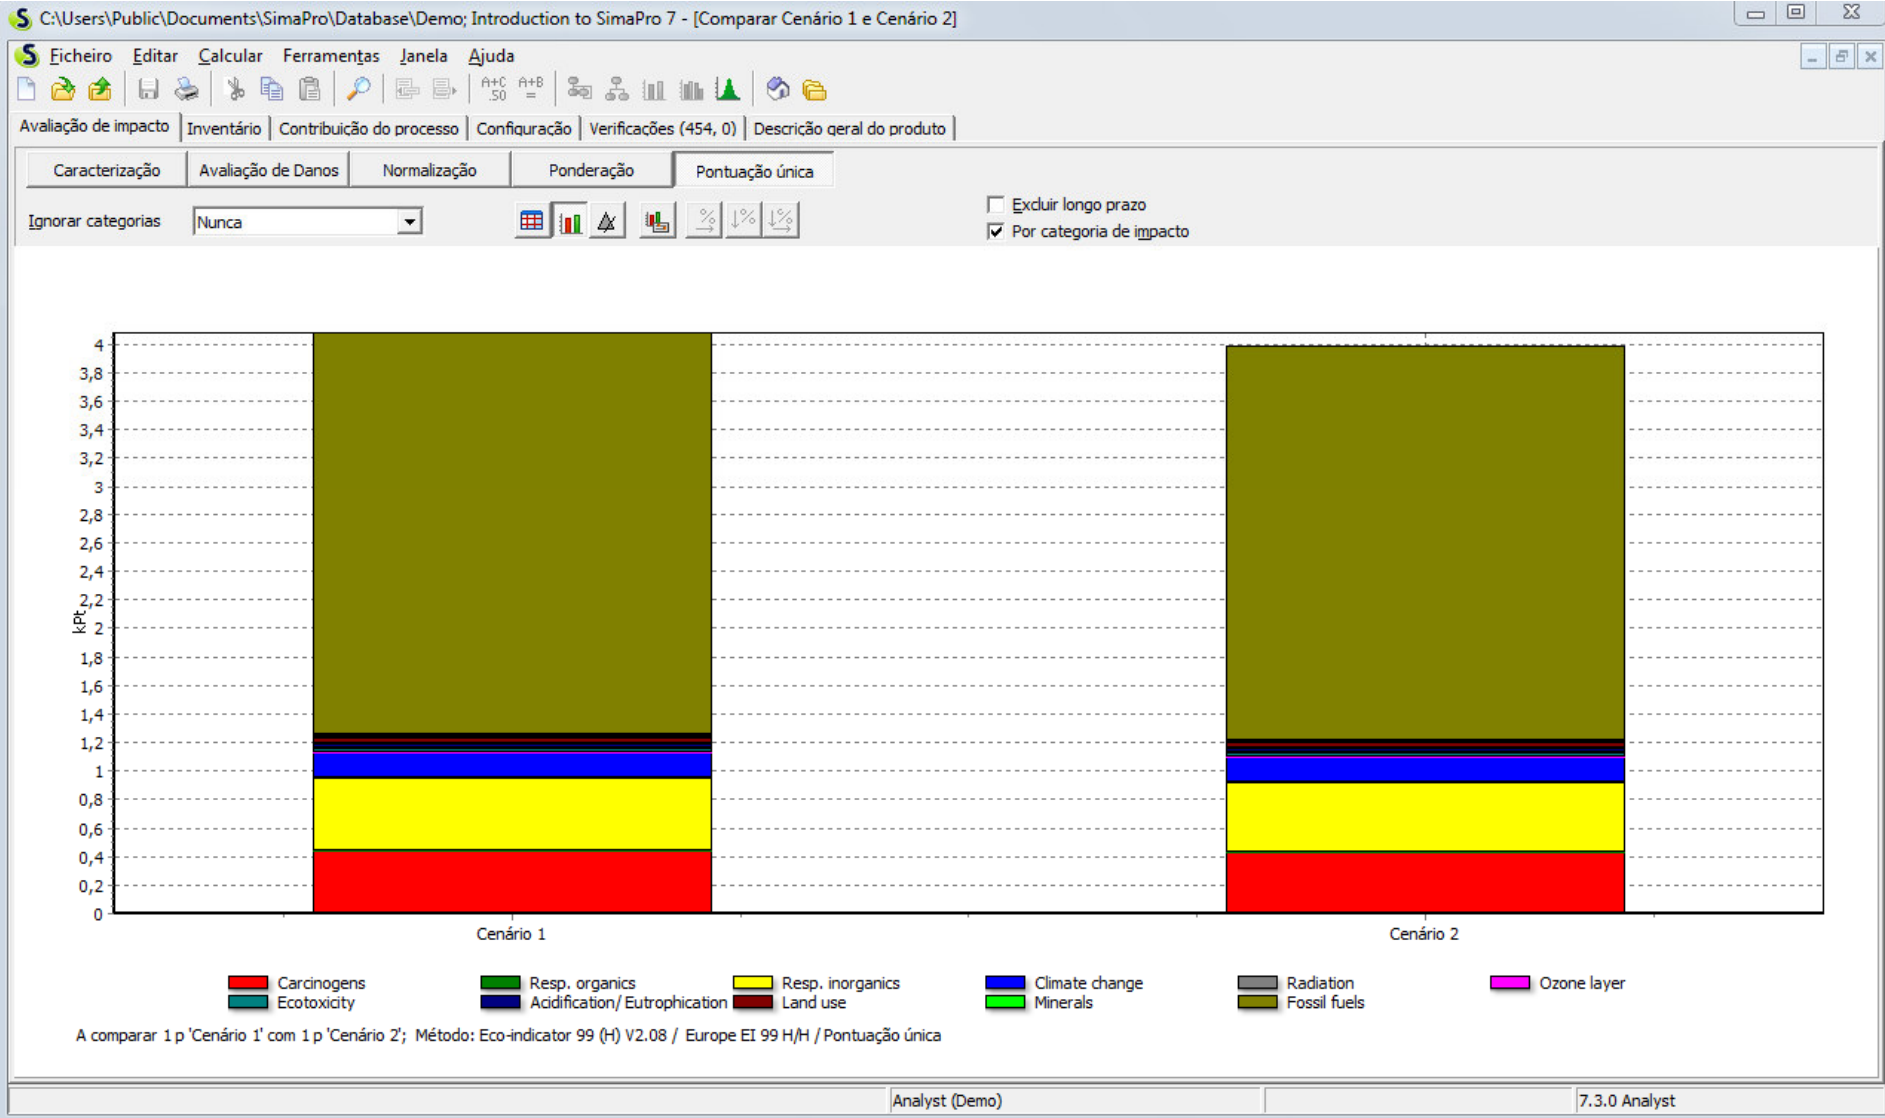 C:\Users\Public\Documents\SimaPro\Database\Demo; Introduction to SimaPro 7 - [Comparar Cenário 1 e Cenário 2]
Ficheiro Editar Calcular Ferramentas Janela Ajuda
A+C .50 A+B =
Avaliação de impacto Inventário Contribuição do processo Configuração Verificações (454, 0) Descrição geral do produto
Caracterização Avaliação de Danos Normalização Ponderação Pontuação única
Excluir longo prazo
Ignorar categorias Nunca
Por categoria de impacto
4
3,8
3,6
3,4
3,2
3
2,8
2,6
2,4
2,2
kPt
2
1,8
1,6
1,4
1,2
1
0,8
0,6
0,4
0,2
0
Cenário 1 Cenário 2
Carcinogens Resp. organics Resp. inorganics Climate change Radiation Ozone layer
Ecotoxicity Acidification/ Eutrophication Land use Minerals Fossil fuels
A comparar 1 p 'Cenário 1' com 1 p 'Cenário 2'; Método: Eco-indicator 99 (H) V2.08 / Europe EI 99 H/H / Pontuação única
Analyst (Demo) 7.3.0 Analyst